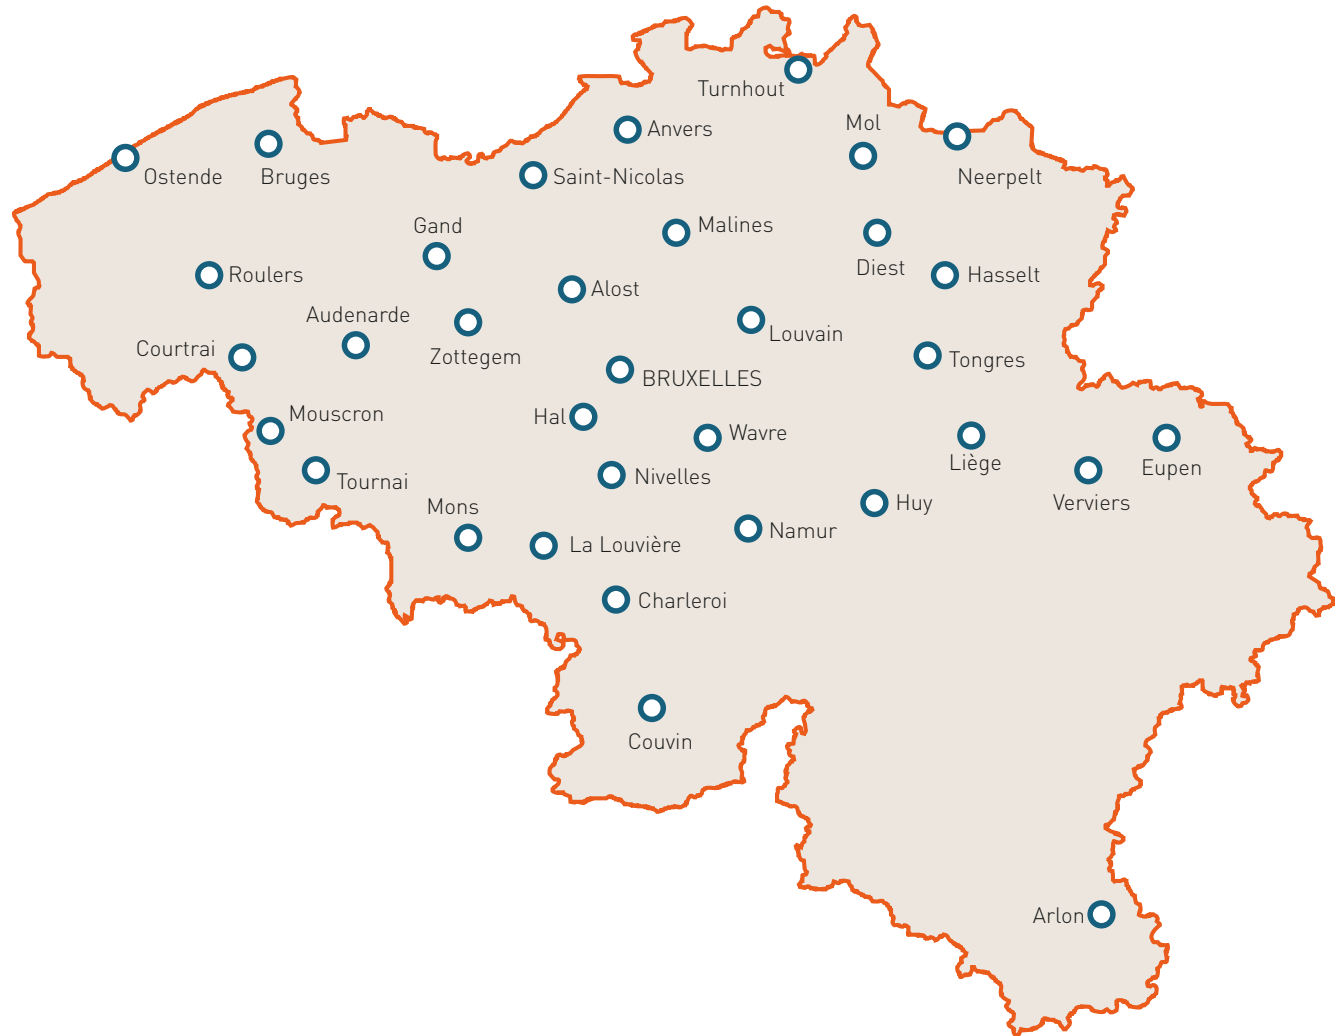 Turnhout
Anvers
Mol
Ostende
Bruges
Saint-Nicolas
Neerpelt
Gand
Malines
Diest
Hasselt
Roulers
Alost
Audenarde
Zottegem
Louvain
Courtrai
Tongres
BRUXELLES
Mouscron
Hal
Wavre
Liège
Eupen
Tournai
Nivelles
Verviers
Mons
Huy
Namur
La Louvière
Charleroi
Couvin
Arlon